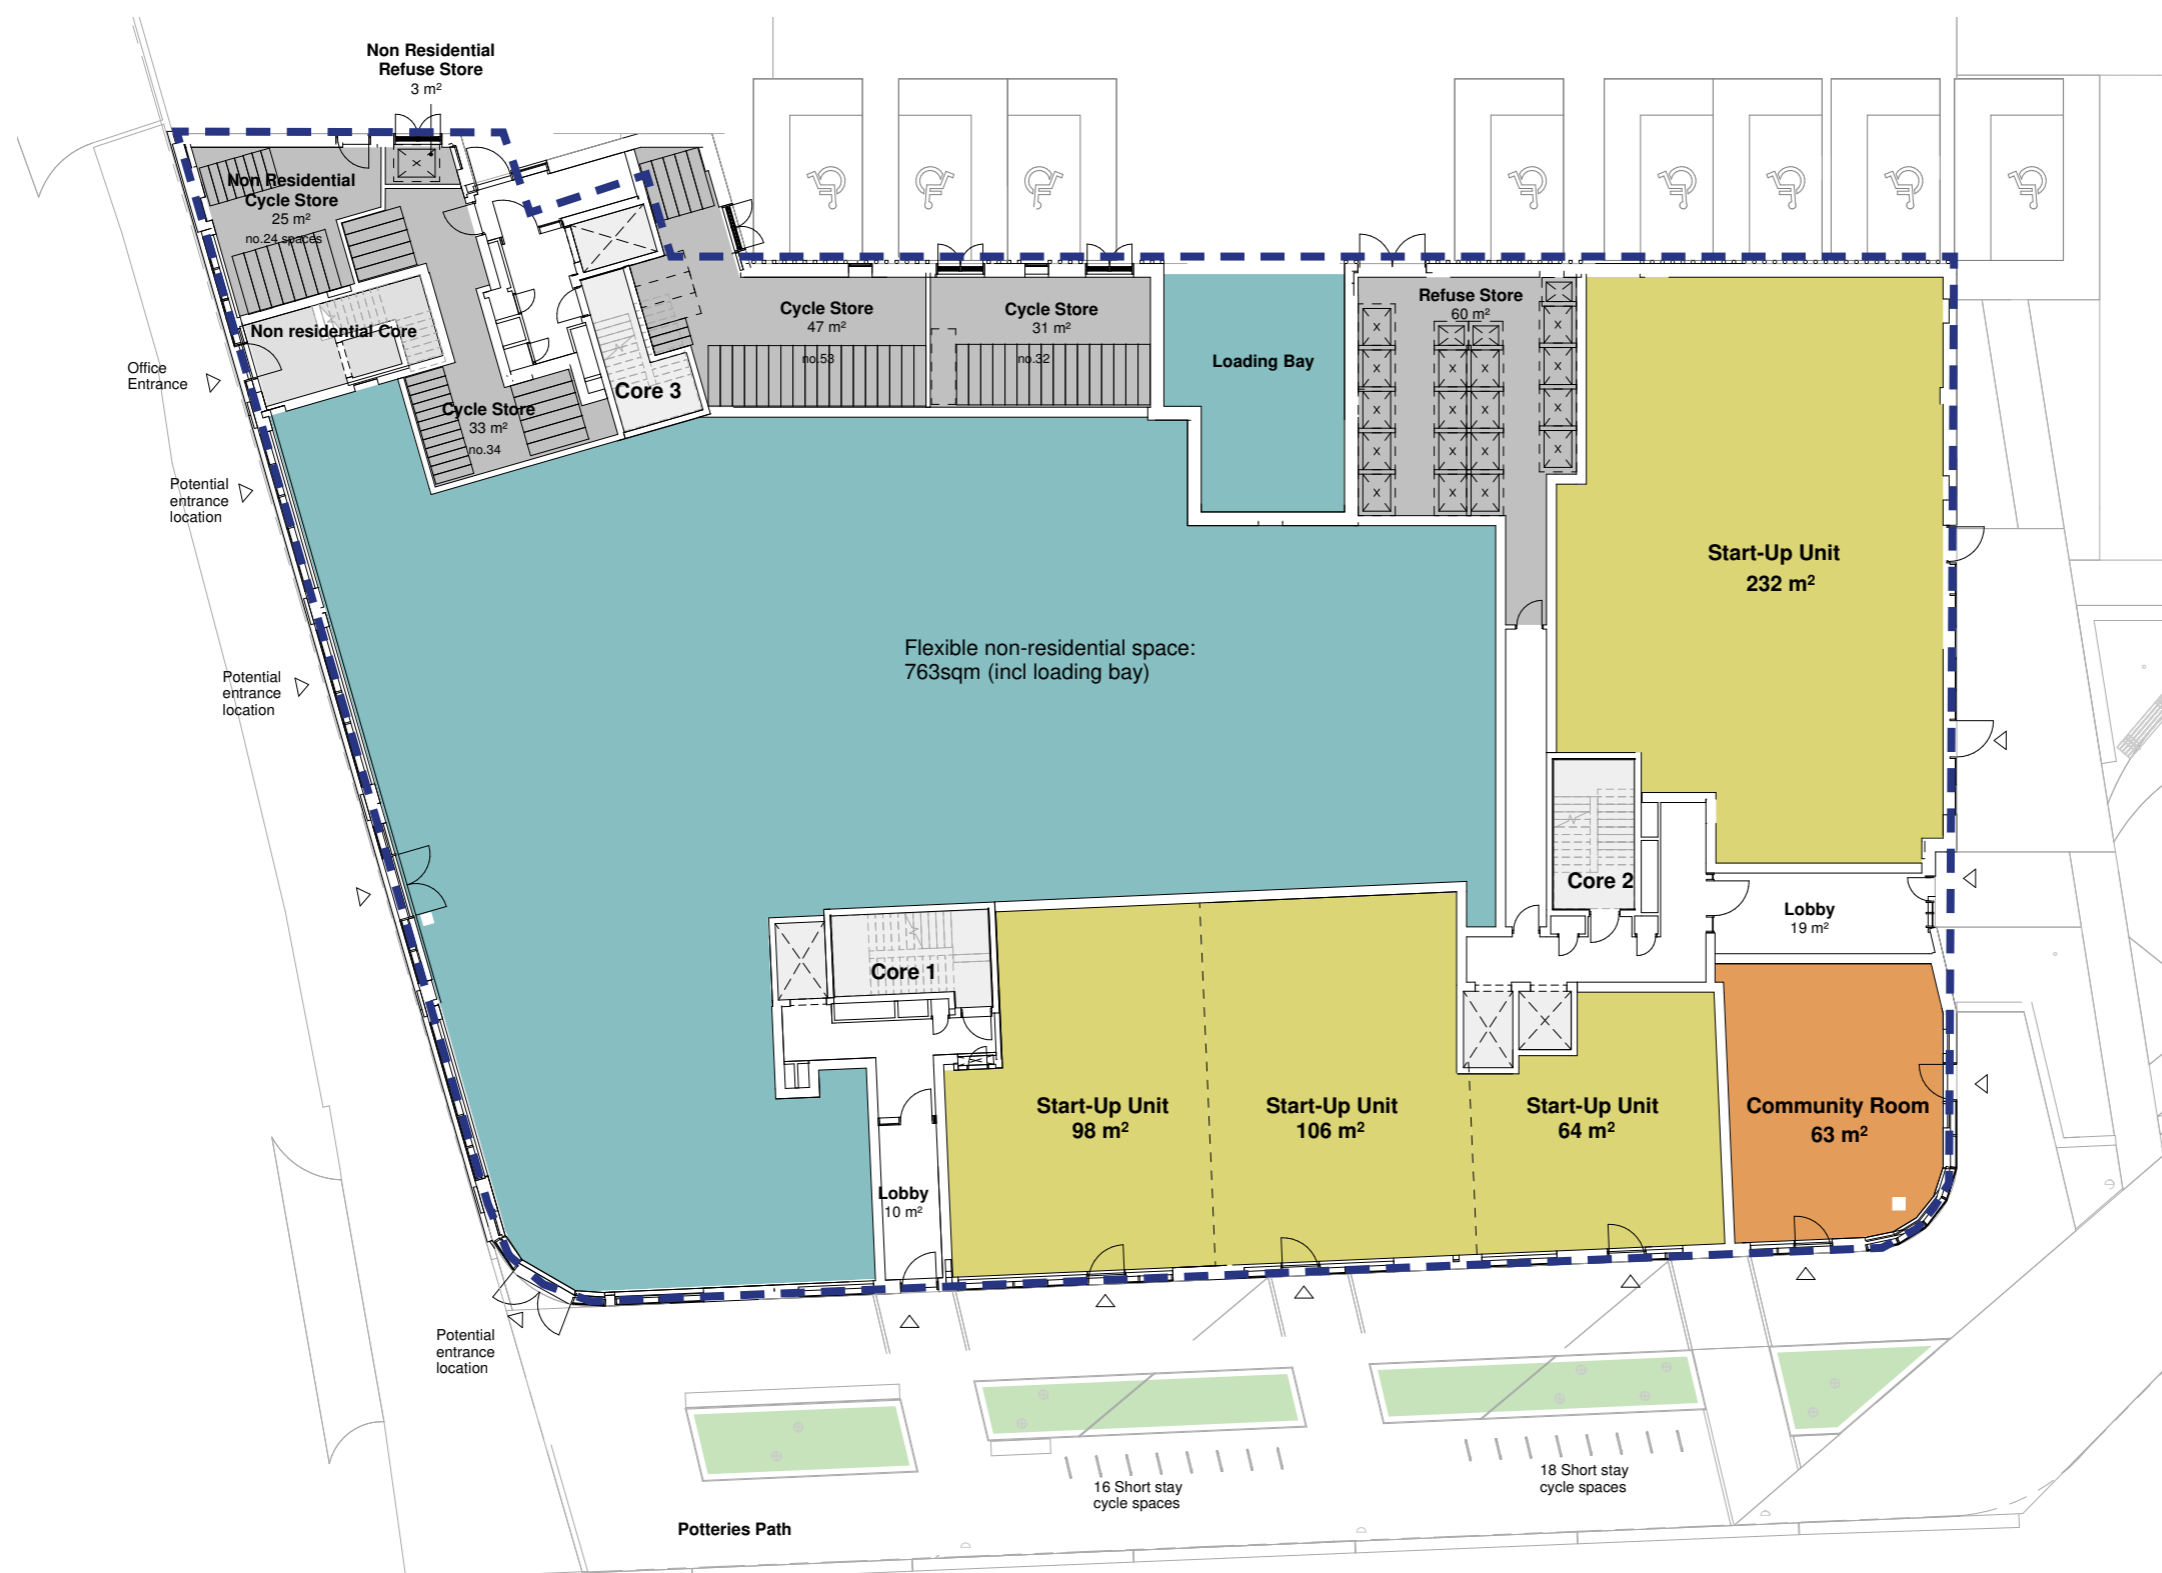 Non Residential
Refuse Store
3 m²
Non Residential
Cycle Store
25 m²
no.24 spaces
Non residential Core
Office
Entrance
Cycle Store
33 m²
no.34
Core 3
Cycle Store
47 m²
no.53
Cycle Store
31 m²
no.32
Loading Bay
Refuse Store
60 m²
Potential
entrance
location
Start-Up Unit
232 m²
Flexible non-residential space:
763sqm (incl loading bay)
Potential
entrance
location
Core 2
Lobby
19 m²
Core 1
Start-Up Unit
98 m²
Start-Up Unit
106 m²
Start-Up Unit
64 m²
Community Room
63 m²
Lobby
10 m²
Potential
entrance
location
16 Short stay
cycle spaces
18 Short stay
cycle spaces
Potteries Path